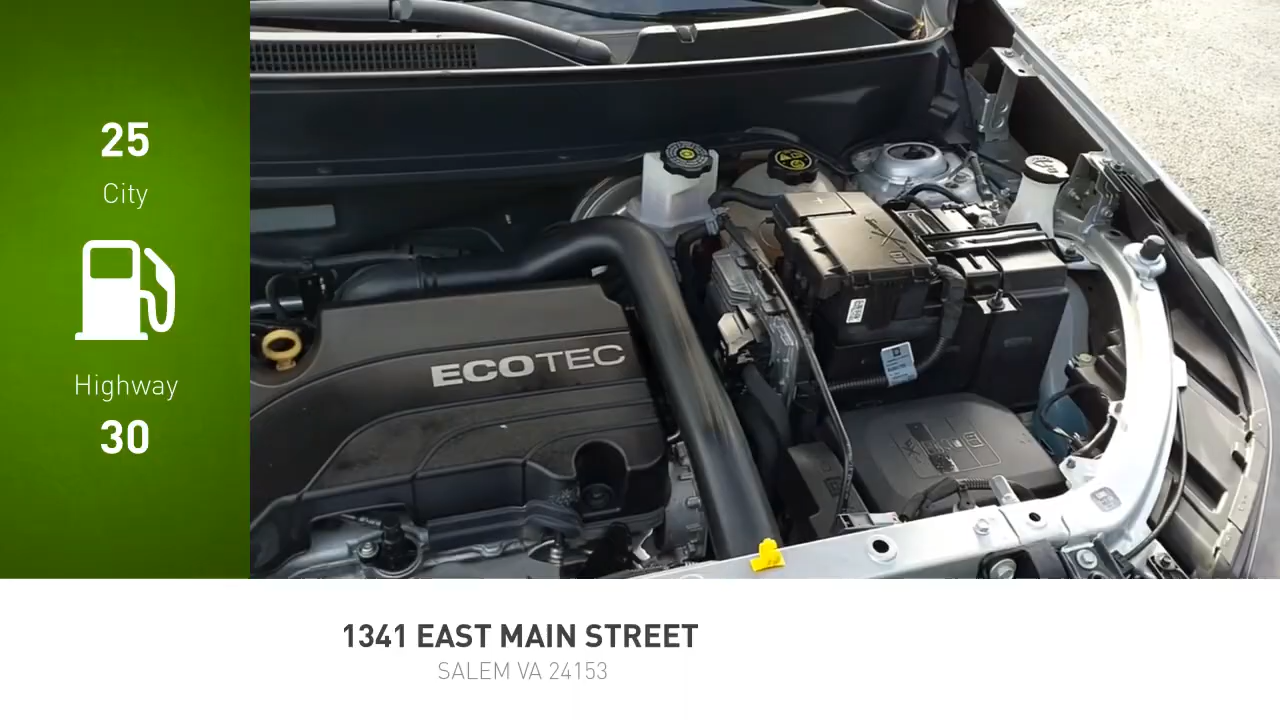 25
City
Highway
30
ECOTEC
1341 EAST MAIN STREET
SALEM VA 24153